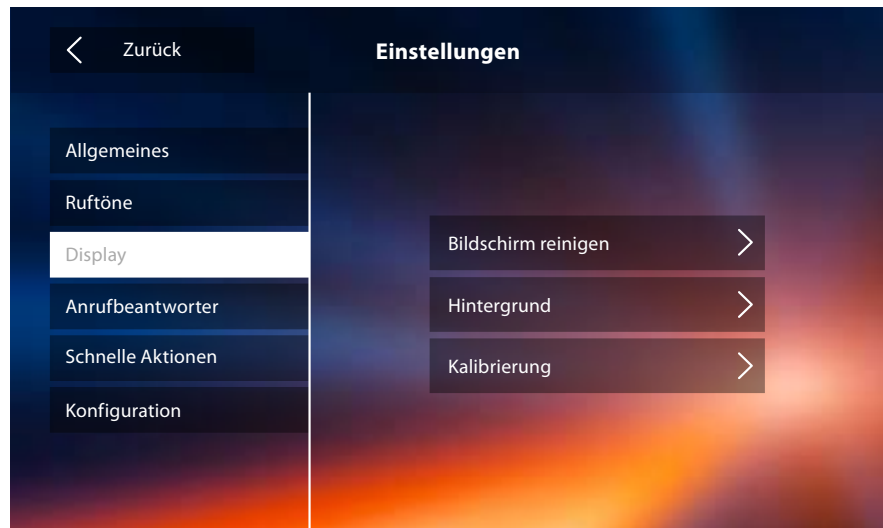 Zurück
Einstellungen
Allgemeines
Ruftöne
Display
Anrufbeantworter
Schnelle Aktionen
Konfiguration
Bildschirm reinigen
Hintergrund
Kalibrierung